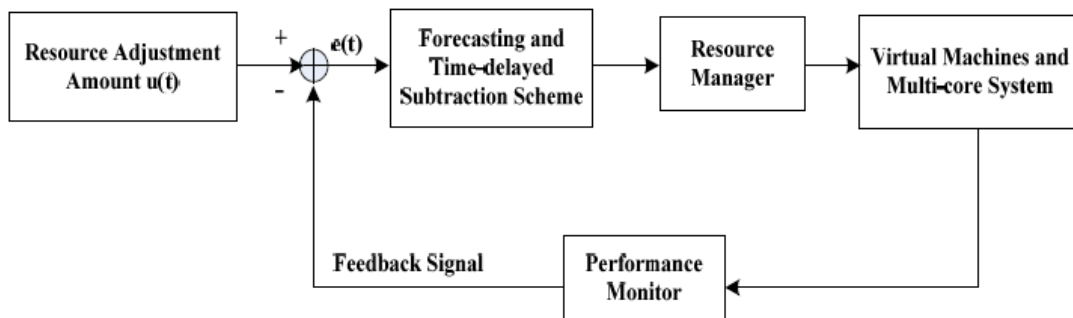 Resource Adjustment
Amount u(t)
+
-
e(t)
Forecasting and
Time-delayed
Subtraction Scheme
Resource
Manager
Virtual Machines and
Multi-core System
Feedback Signal
Performance
Monitor